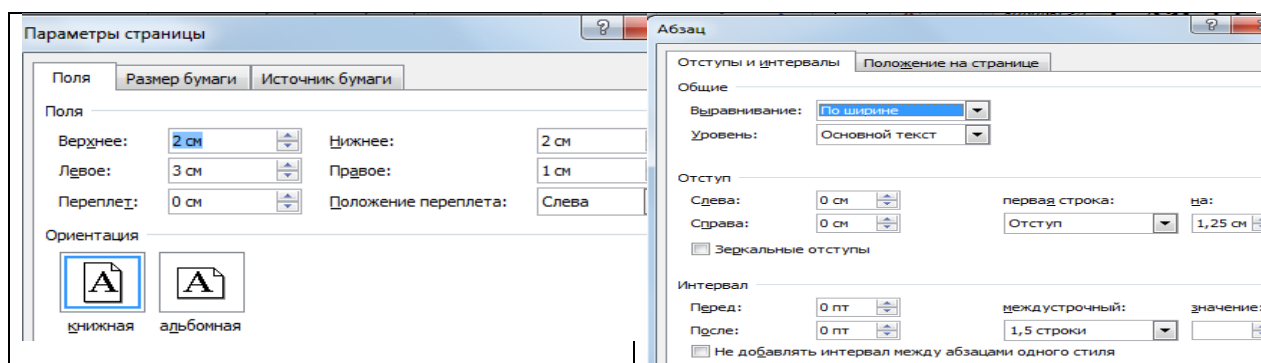 Параметры страницы
Поля Размер бумаги Источник бумаги
Поля
Верхнее: 2 см Нижнее: 2 см
Левое: 3 см Правое: 1 см
Переплет: 0 см Положение переплета: Слева
Ориентация
книжная альбомная
Абзац
Отступы и интервалы Положение на странице
Общие
Выравнивание: По ширине
Уровень: Основной текст
Отступ
Слева: 0 см первая строка: на:
Справа: 0 см Отступ 1,25 см
Зеркальные отступы
Интервал
Перед: 0 пт междустрочный: значение:
После: 0 пт 1,5 строки
Не добавлять интервал между абзацами одного стиля